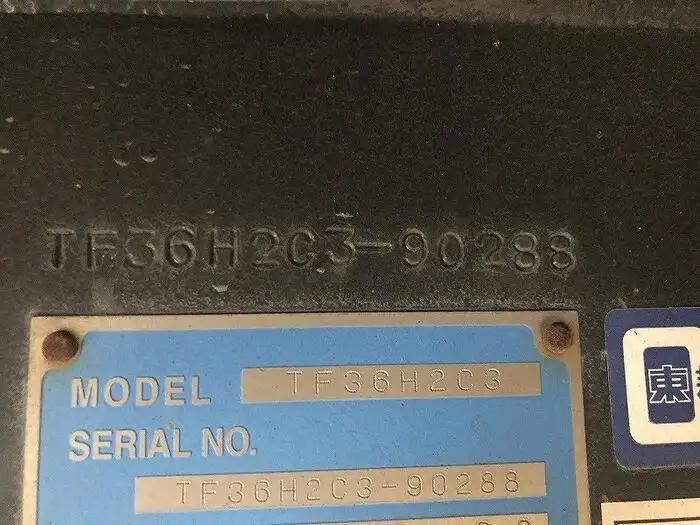 TF36H2C3-90288
MODEL TF36H2C3
SERIAL NO.
TF36H2C3-90288
東